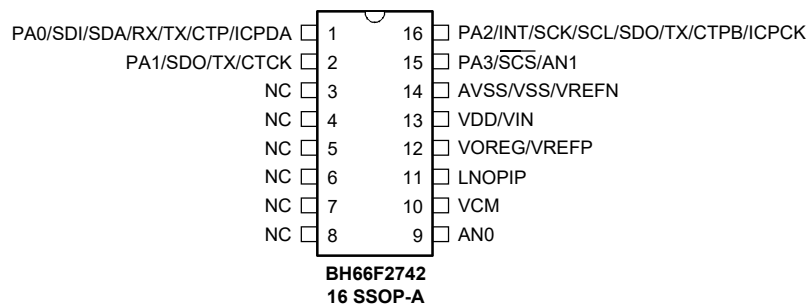 PA0/SDI/SDA/RX/TX/CTP/ICPDA 1 16 PA2/INT/SCK/SCL/SDO/TX/CTPB/ICPCK
PA1/SDO/TX/CTCK 2 15 PA3/SCS/AN1
NC 3 14 AVSS/VSS/VREFN
NC 4 13 VDD/VIN
NC 5 12 VOREG/VREFP
NC 6 11 LNOPIP
NC 7 10 VCM
NC 8 9 AN0
BH66F2742
16 SSOP-A